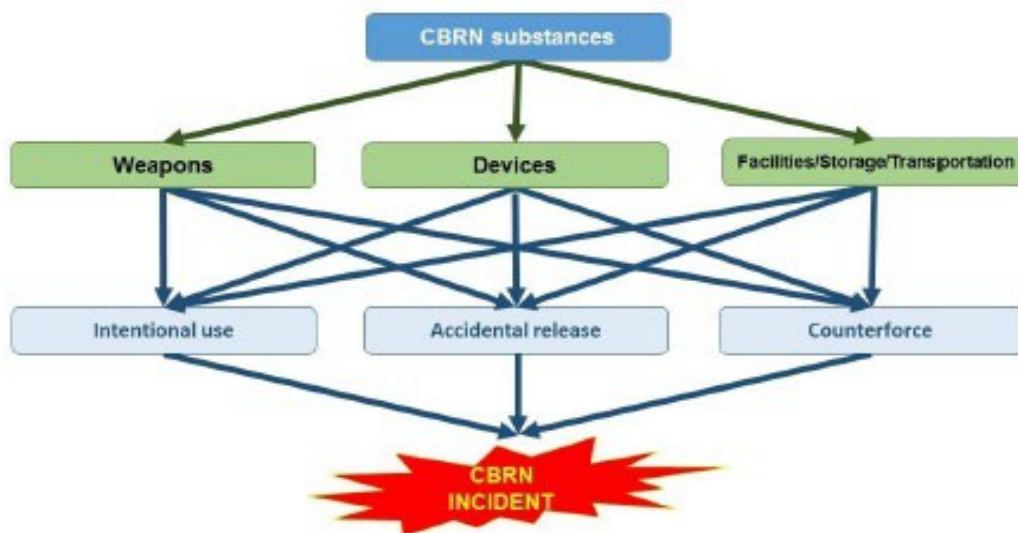 CBRN substances
Weapons
Devices
Facilities/Storage/Transportation
Intentional use
Accidental release
Counterforce
CBRN
INCIDENT